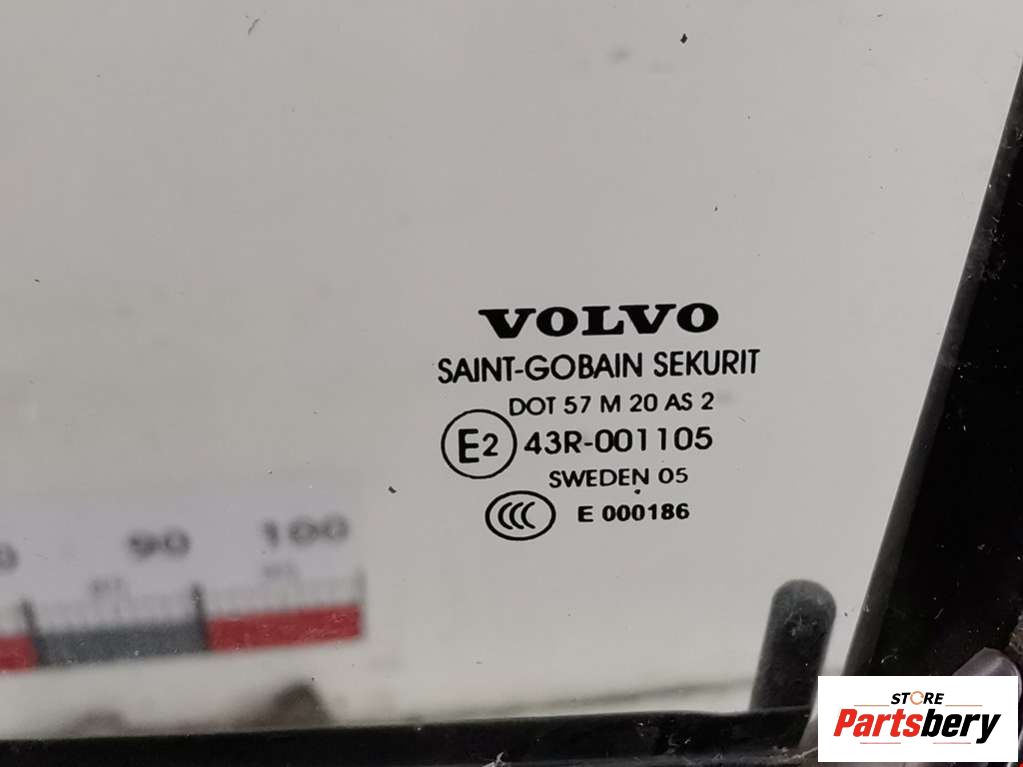 VOLVO
SAINT-GOBAIN SEKURIT
DOT 57 M 20 AS 2
E2 43R-001105
SWEDEN 05
CCC E 000186
90 100
STORE
Partsbery